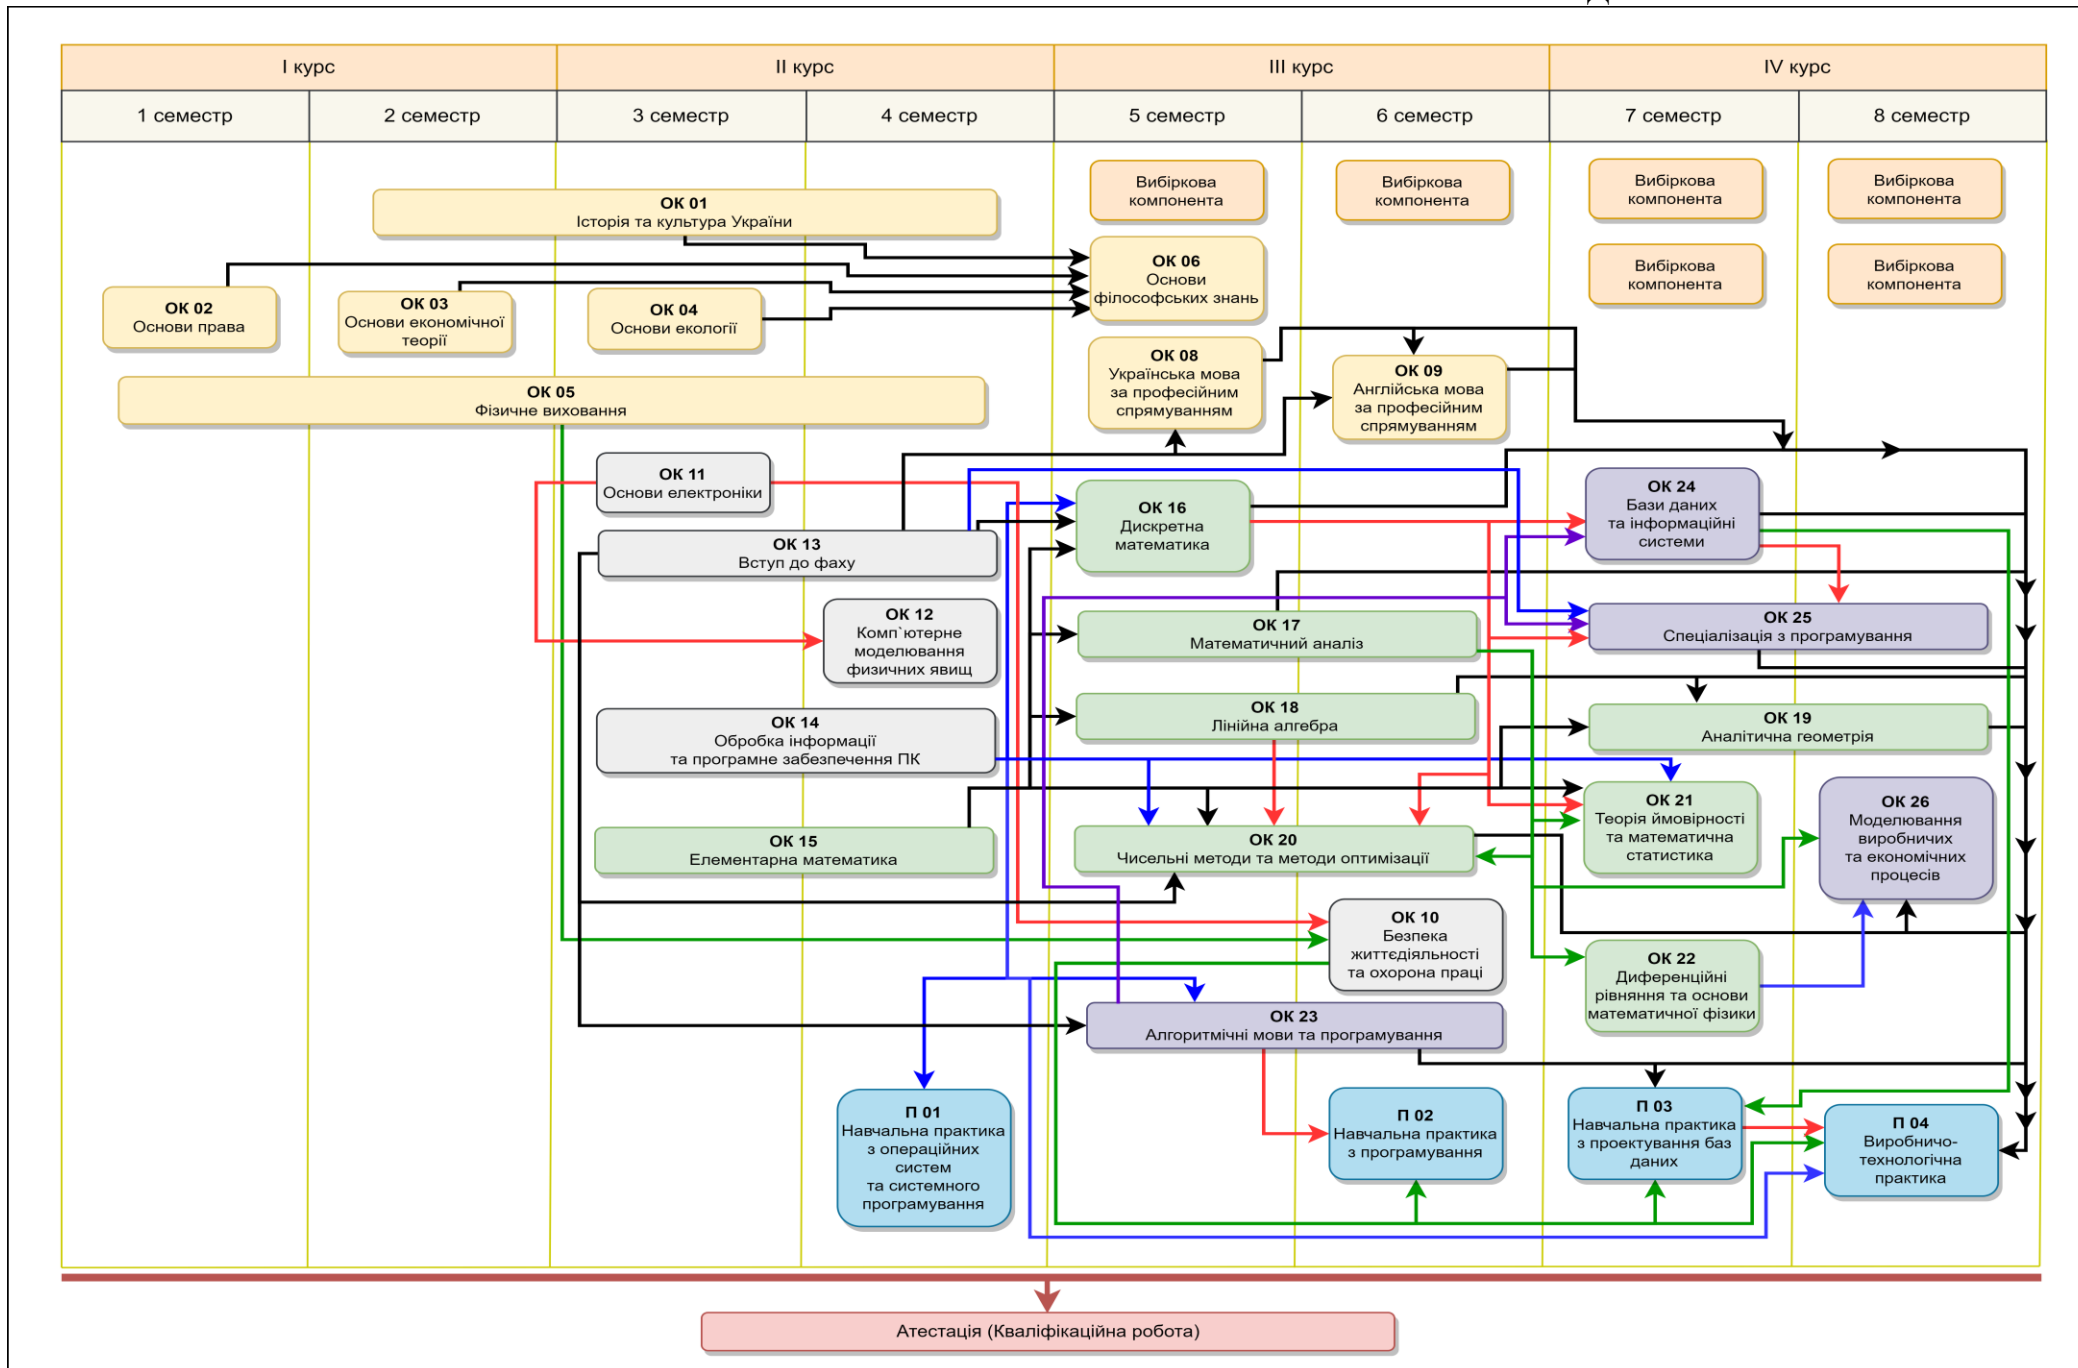 I курс
II курс
III курс
IV курс
1 семестр
2 семестр
3 семестр
4 семестр
5 семестр
6 семестр
7 семестр
8 семестр
Вибіркова
компонента
Вибіркова
компонента
Вибіркова
компонента
Вибіркова
компонента
ОК 01
Історія та культура України
ОК 06
Основи
філософських знань
Вибіркова
компонента
Вибіркова
компонента
ОК 02
Основи права
ОК 03
Основи економічної
теорії
ОК 04
Основи екології
ОК 08
Українська мова
за професійним
спрямуванням
ОК 09
Англійська мова
за професійним
спрямуванням
ОК 05
Фізичне виховання
ОК 11
Основи електроніки
ОК 16
Дискретна
математика
ОК 24
Бази даних
та інформаційні
системи
ОК 13
Вступ до фаху
ОК 12
Комп`ютерне
моделювання
физичних явищ
ОК 17
Математичний аналіз
ОК 25
Спеціалізація з програмування
ОК 14
Обробка інформації
та програмне забезпечення ПК
ОК 18
Лінійна алгебра
ОК 19
Аналітична геометрія
ОК 15
Елементарна математика
ОК 20
Чисельні методи та методи оптимізації
ОК 21
Теорія ймовірності
та математична
статистика
ОК 26
Моделювання
виробничих
та економічних
процесів
ОК 10
Безпека
життєдіяльності
та охорона праці
ОК 22
Диференційні
рівняння та основи
математичної фізики
ОК 23
Алгоритмічні мови та програмування
П 01
Навчальна практика
з операційних
систем
та системного
програмування
П 02
Навчальна практика
з програмування
П 03
Навчальна практика
з проектування баз
даних
П 04
Виробничо-
технологічна
практика
Атестація (Кваліфікаційна робота)